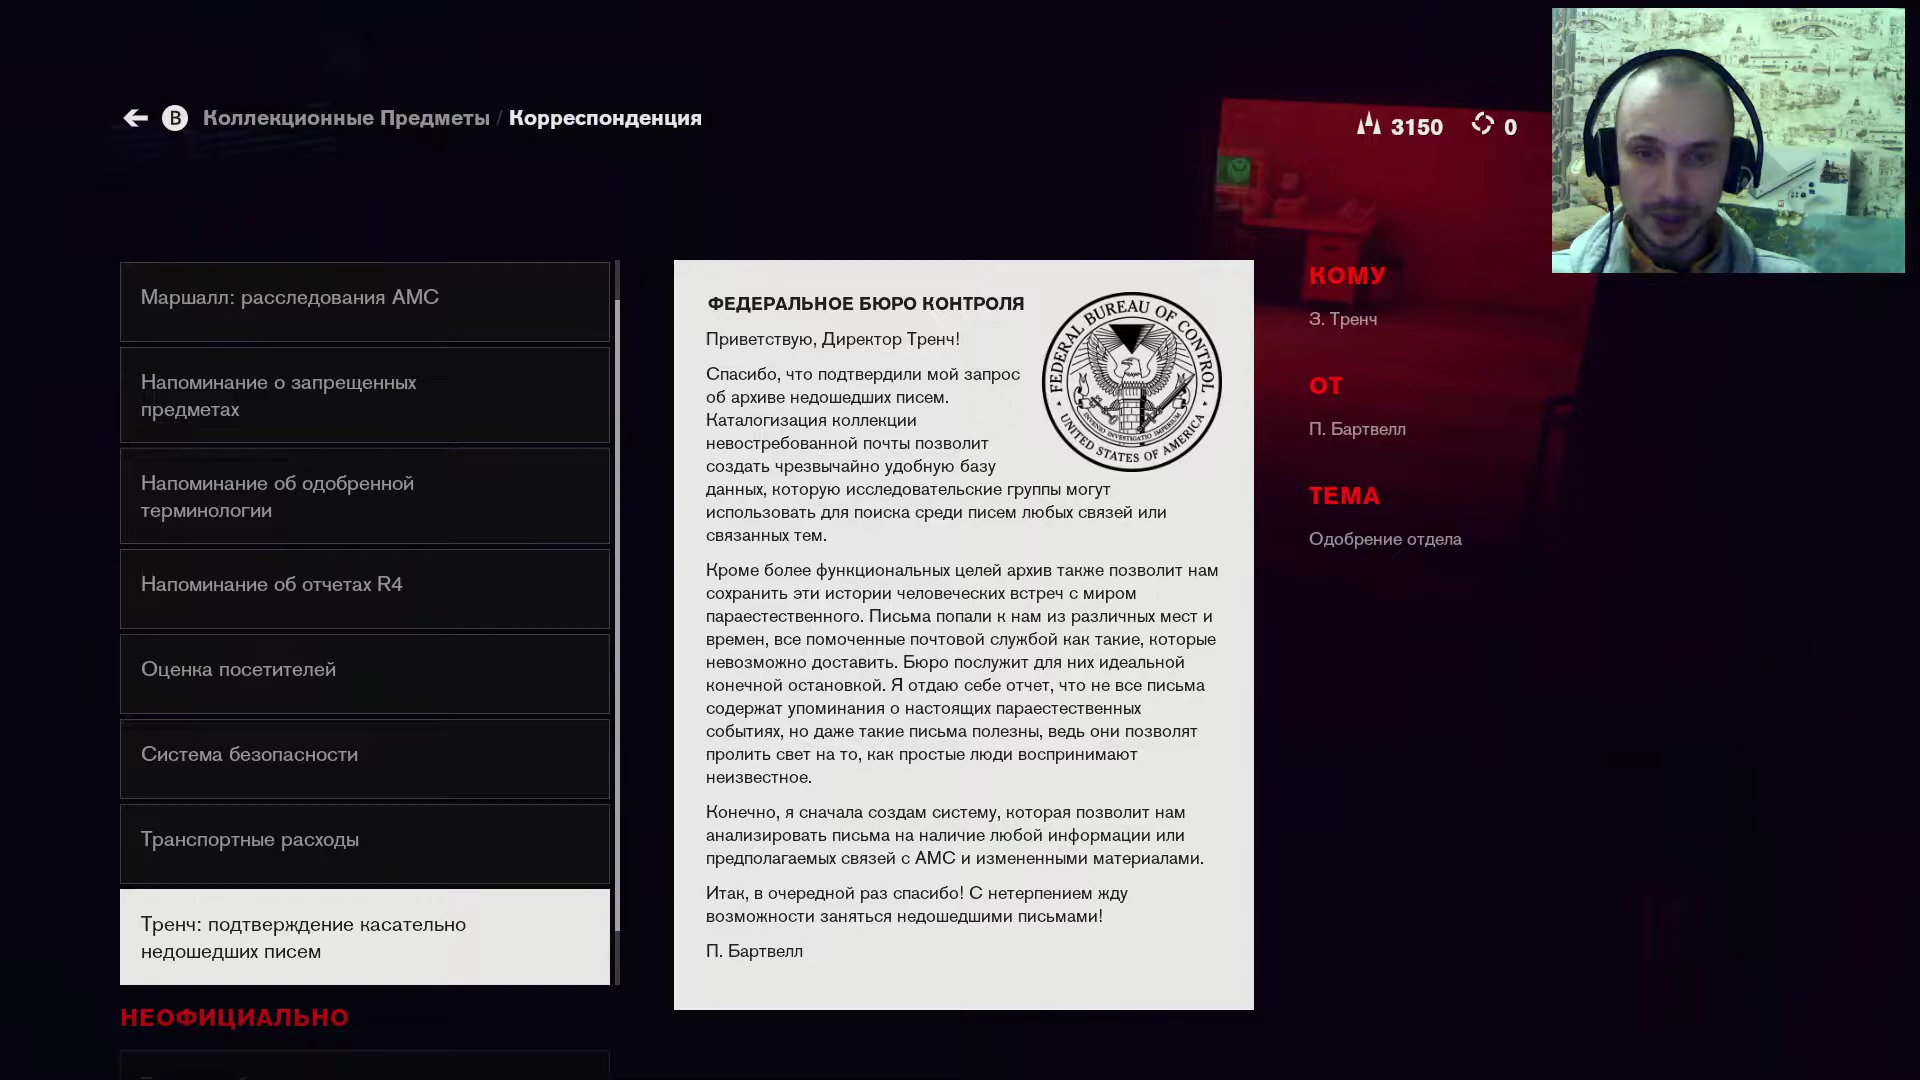 B Коллекционные Предметы / Корреспонденция
3150 0
Маршалл: расследования АМС
Напоминание о запрещенных
предметах
Напоминание об одобренной
терминологии
Напоминание об отчетах R4
Оценка посетителей
Система безопасности
Транспортные расходы
Тренч: подтверждение касательно
недошедших писем
НЕОФИЦИАЛЬНО
ФЕДЕРАЛЬНОЕ БЮРО КОНТРОЛЯ
FEDERAL BUREAU OF CONTROL
UNITED STATES OF AMERICA
INVENIO INVESTIGATIO IMPERIUM
Приветствую, Директор Тренч!
Спасибо, что подтвердили мой запрос
об архиве недошедших писем.
Каталогизация коллекции
невостребованной почты позволит
создать чрезвычайно удобную базу
данных, которую исследовательские группы могут
использовать для поиска среди писем любых связей или
связанных тем.
Кроме более функциональных целей архив также позволит нам
сохранить эти истории человеческих встреч с миром
параестественного. Письма попали к нам из различных мест и
времен, все помоченные почтовой службой как такие, которые
невозможно доставить. Бюро послужит для них идеальной
конечной остановкой. Я отдаю себе отчет, что не все письма
содержат упоминания о настоящих параестественных
событиях, но даже такие письма полезны, ведь они позволят
пролить свет на то, как простые люди воспринимают
неизвестное.
Конечно, я сначала создам систему, которая позволит нам
анализировать письма на наличие любой информации или
предполагаемых связей с АМС и измененными материалами.
Итак, в очередной раз спасибо! С нетерпением жду
возможности заняться недошедшими письмами!
П. Бартвелл
КОМУ
З. Тренч
ОТ
П. Бартвелл
ТЕМА
Одобрение отдела